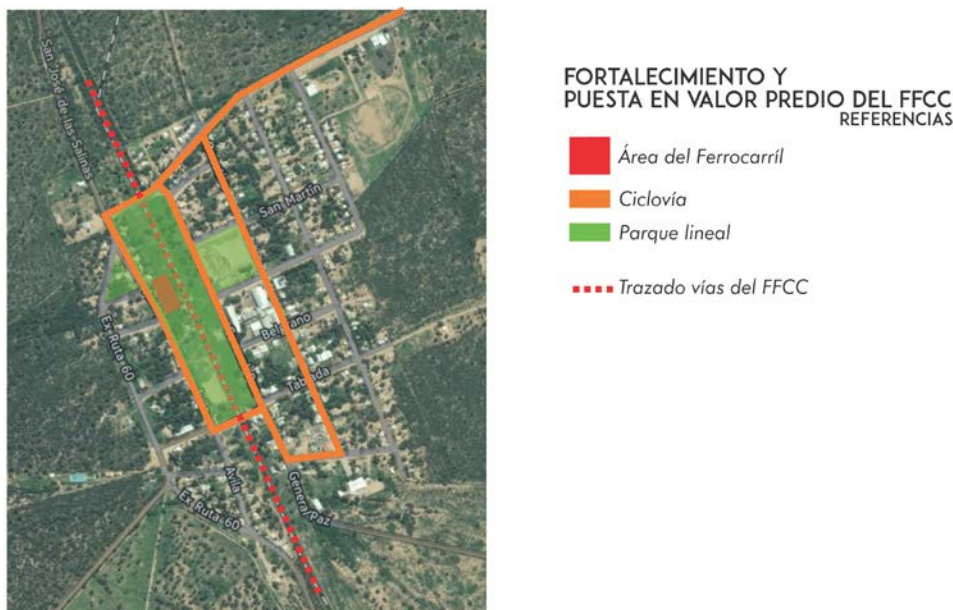 FORTALECIMIENTO Y
PUESTA EN VALOR PREDIO DEL FFCC
REFERENCIAS
Área del Ferrocarríl
Ciclovía
Parque lineal
Trazado vías del FFCC
San José de las Salinas
San Martín
Belgrano
Tablada
Ex Ruta 60
Avila
Ex Ruta 60
General Paz